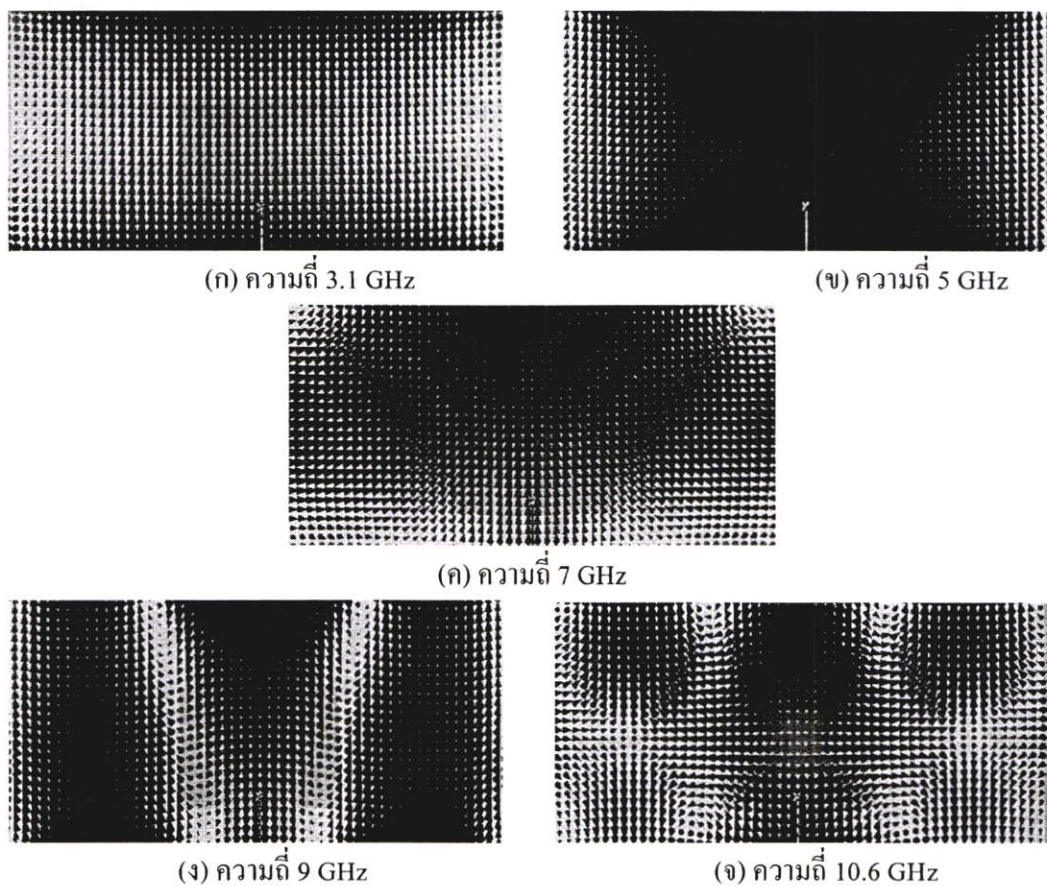 (ก) ความถี่ 3.1 GHz
Y
(ข) ความถี่ 5 GHz
(ค) ความถี่ 7 GHz
(ง) ความถี่ 9 GHz
(จ) ความถี่ 10.6 GHz